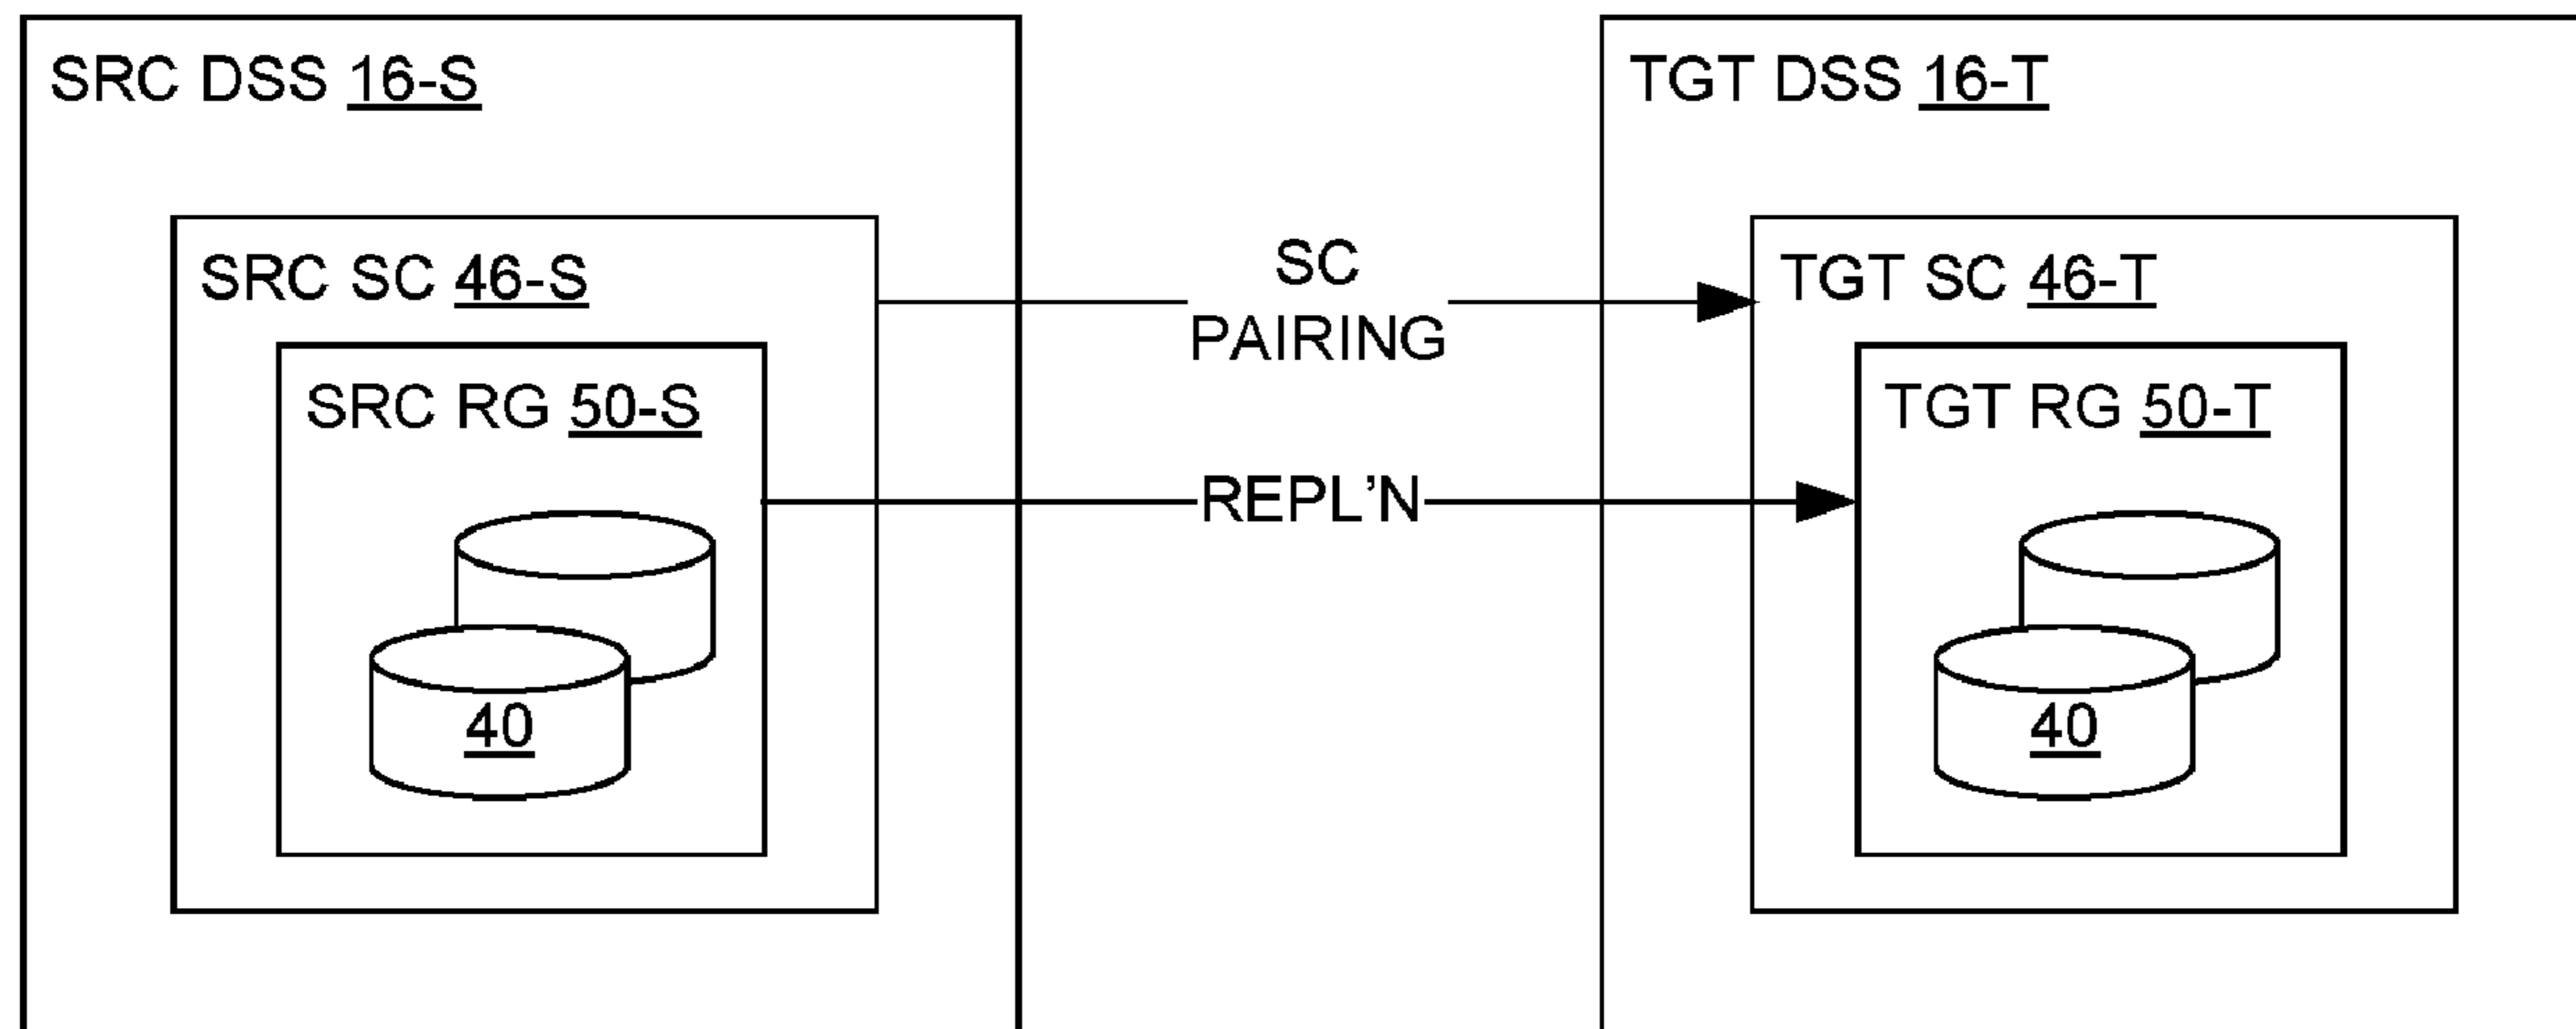 SRC DSS 16-S
SRC SC 46-S
SRC RG 50-S
40
SC
PAIRING
REPL’N
TGT DSS 16-T
TGT SC 46-T
TGT RG 50-T
40